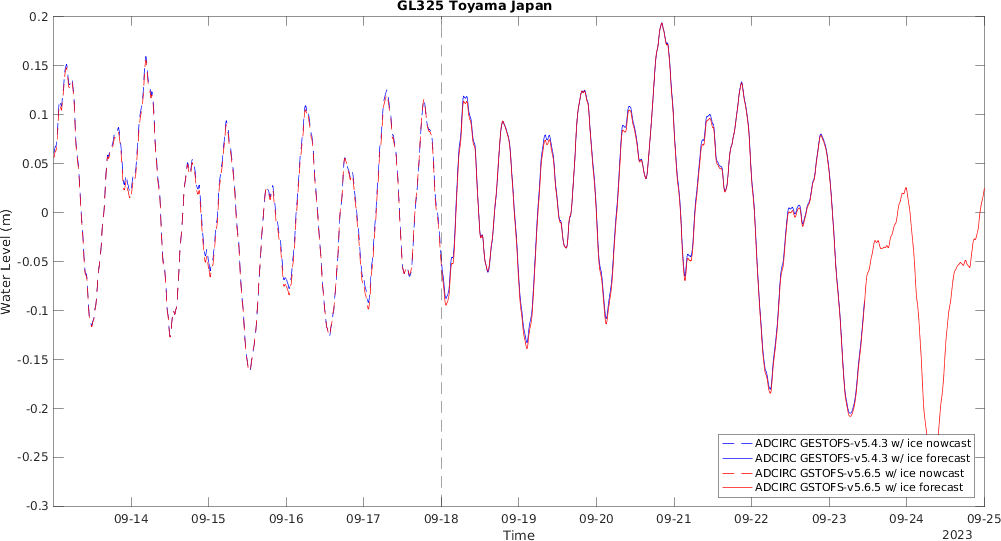 GL325 Toyama Japan
0.2
0.15
0.1
0.05
0
-0.05
-0.1
-0.15
-0.2
-0.25
-0.3
Water Level (m)
ADCIRC GESTOFS-v5.4.3 w/ ice nowcast
ADCIRC GESTOFS-v5.4.3 w/ ice forecast
ADCIRC GSTOFS-v5.6.5 w/ ice nowcast
ADCIRC GSTOFS-v5.6.5 w/ ice forecast
09-14 09-15 09-16 09-17 09-18 09-19 09-20 09-21 09-22 09-23 09-24 09-25
Time
2023